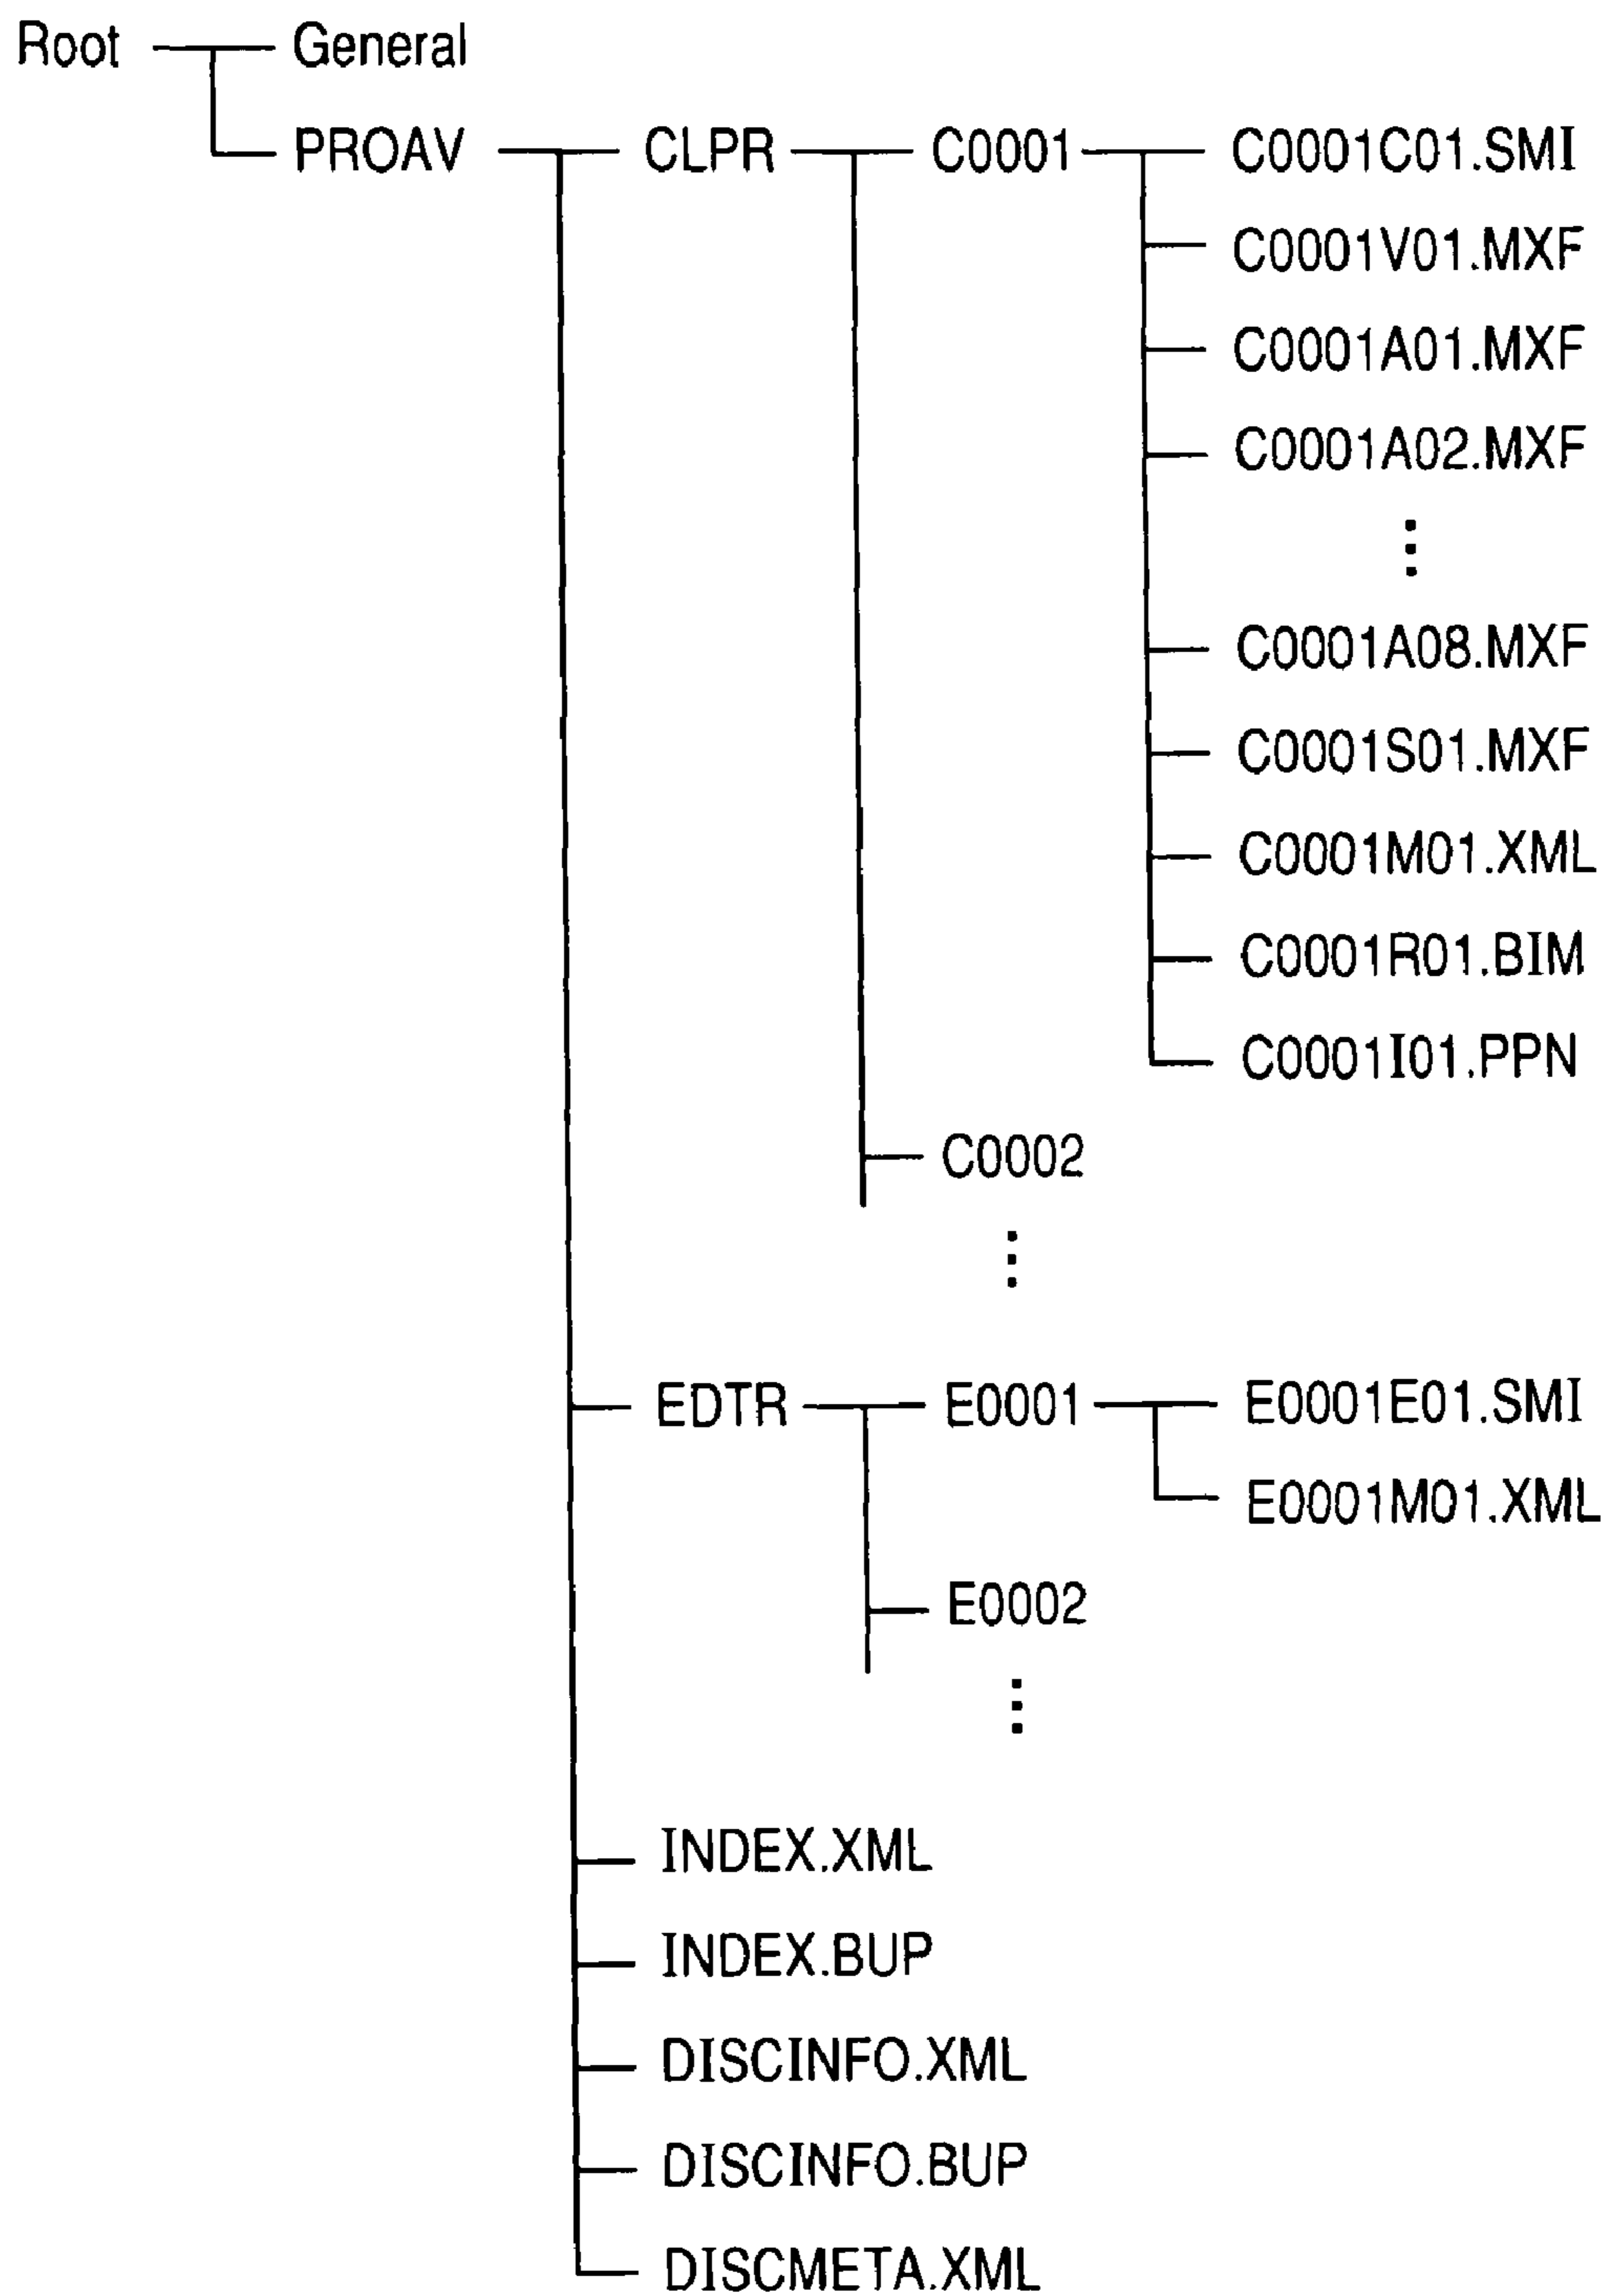 Root
General
PROAV
CLPR
C0001
C0001C01.SMI
C0001V01.MXF
C0001A01.MXF
C0001A02.MXF
C0001A08.MXF
C0001S01.MXF
C0001M01.XML
C0001R01.BIM
C0001I01.PPN
C0002
EDTR
E0001
E0001E01.SMI
E0001M01.XML
E0002
INDEX.XML
INDEX.BUP
DISCINFO.XML
DISCINFO.BUP
DISCMETA.XML